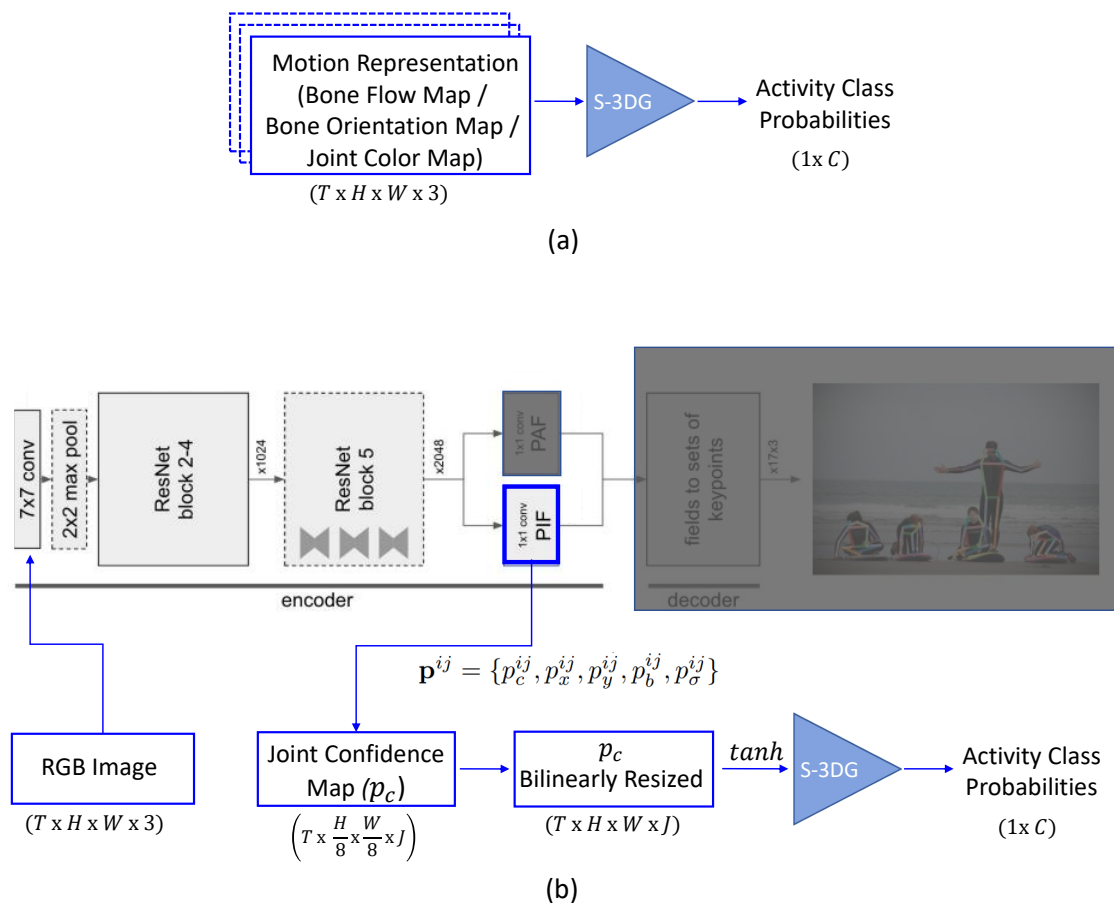 Motion Representation
(Bone Flow Map /
Bone Orientation Map /
Joint Color Map)
(T x H x W x 3)
S-3DG
Activity Class
Probabilities
(1x C)
(a)
7x7 conv
2x2 max pool
ResNet
block 2-4
x1024
ResNet
block 5
x2048
1x1 conv
PAF
1x1 conv
PIF
fields to sets of
keypoints
x17x3
encoder
decoder
p^{ij} = {p_c^{ij}, p_x^{ij}, p_y^{ij}, p_b^{ij}, p_σ^{ij}}
RGB Image
(T x H x W x 3)
Joint Confidence
Map (p_c)
(T x H/8 x W/8 x J)
p_c
Bilinearly Resized
(T x H x W x J)
tanh
S-3DG
Activity Class
Probabilities
(1x C)
(b)